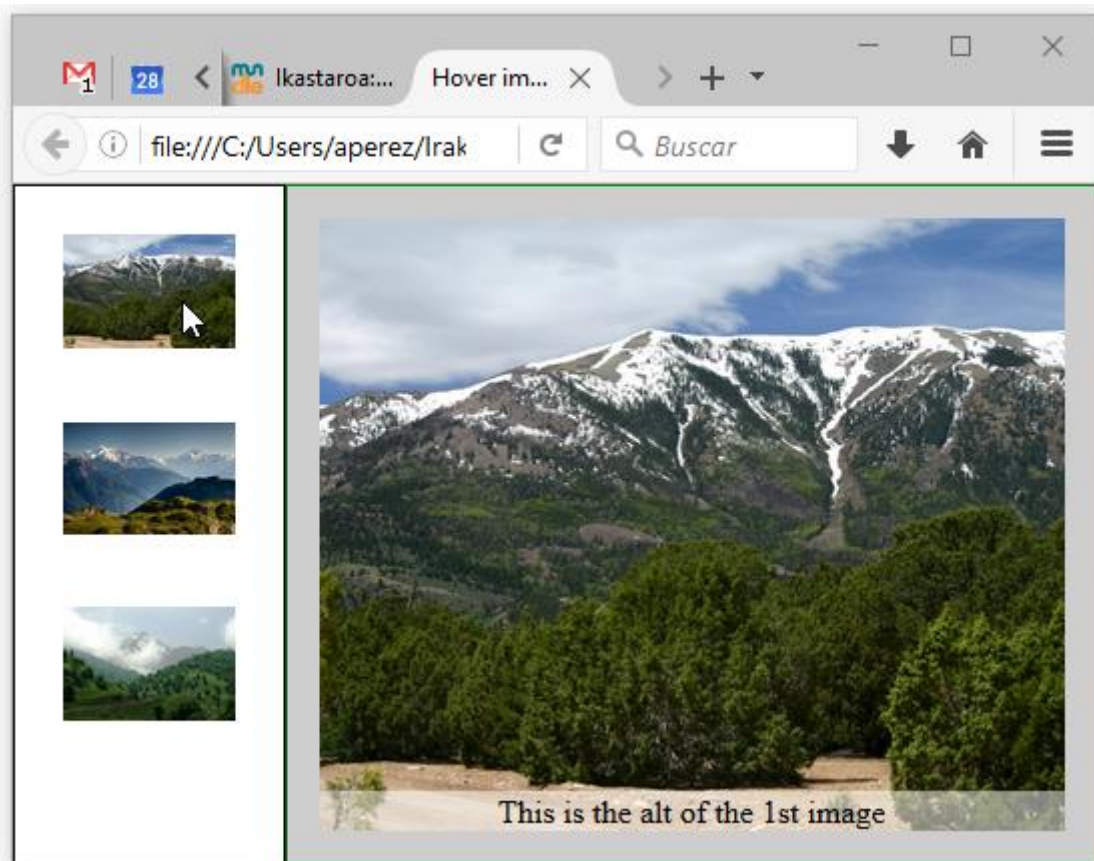 1
28
Ikastaroa:...
Hover im...
file:///C:/Users/aperez/Irak
Buscar
This is the alt of the 1st image